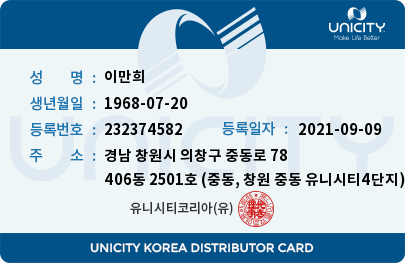 UNICITY
Make Life Better
성 명 : 이만희
생년월일 : 1968-07-20
등록번호 : 232374582 등록일자 : 2021-09-09
주 소 : 경남 창원시 의창구 중동로 78
406동 2501호 (중동, 창원 중동 유니시티4단지)
UNICITY
유니시티코리아(유)
UNICITY KOREA DISTRIBUTOR CARD